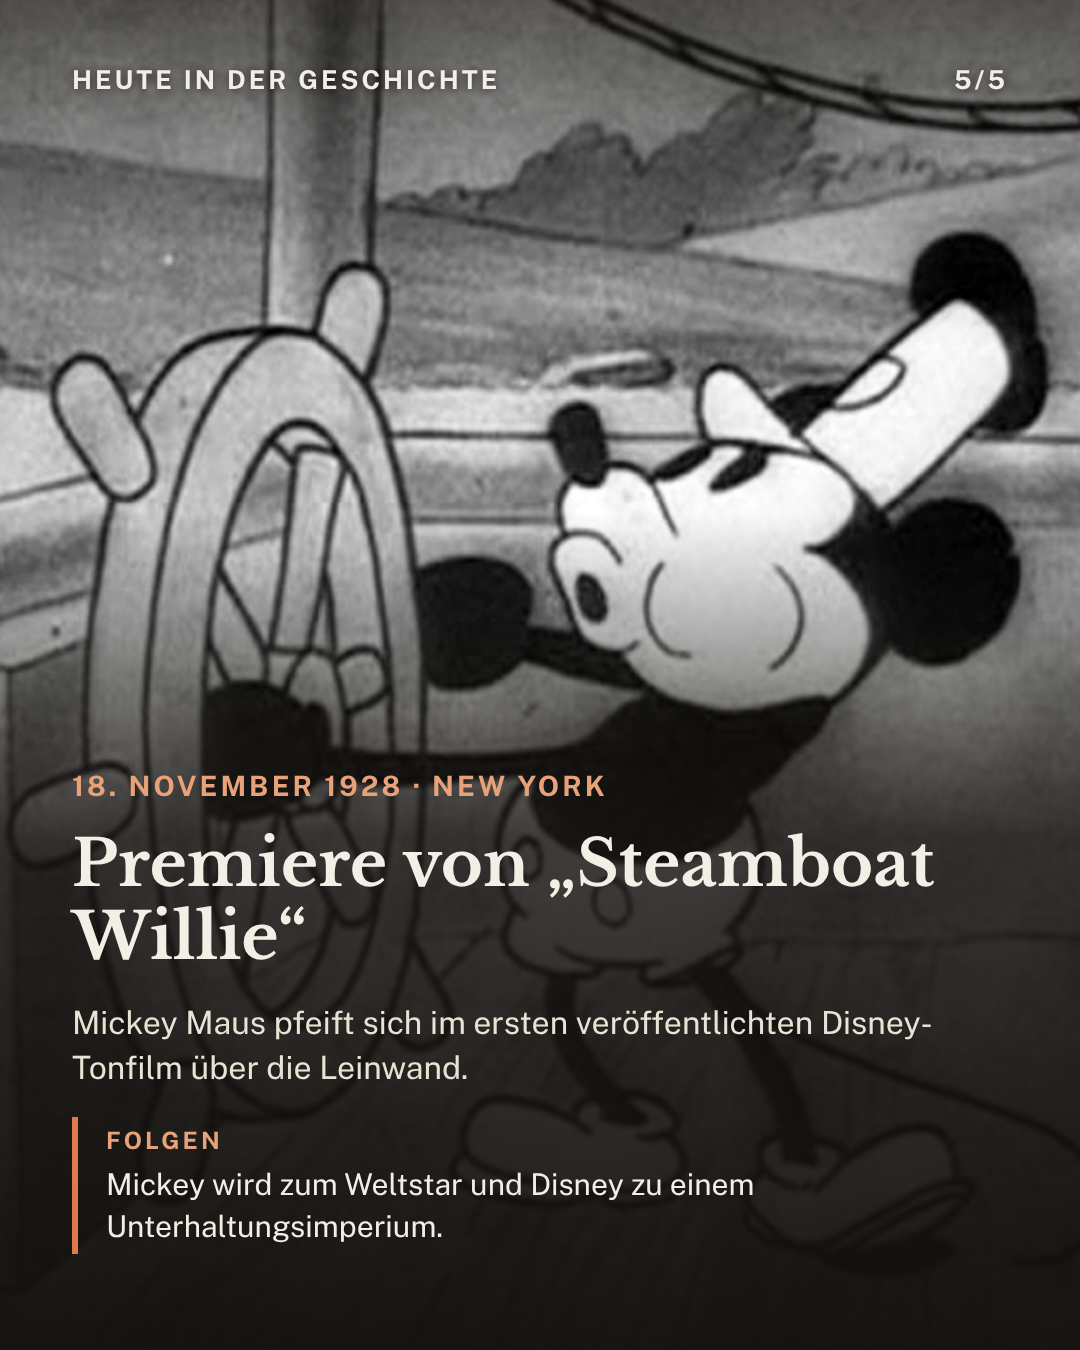 HEUTE IN DER GESCHICHTE
5/5
18. NOVEMBER 1928 · NEW YORK
Premiere von „Steamboat
Willie“
Mickey Maus pfeift sich im ersten veröffentlichten Disney-
Tonfilm über die Leinwand.
FOLGEN
Mickey wird zum Weltstar und Disney zu einem
Unterhaltungsimperium.